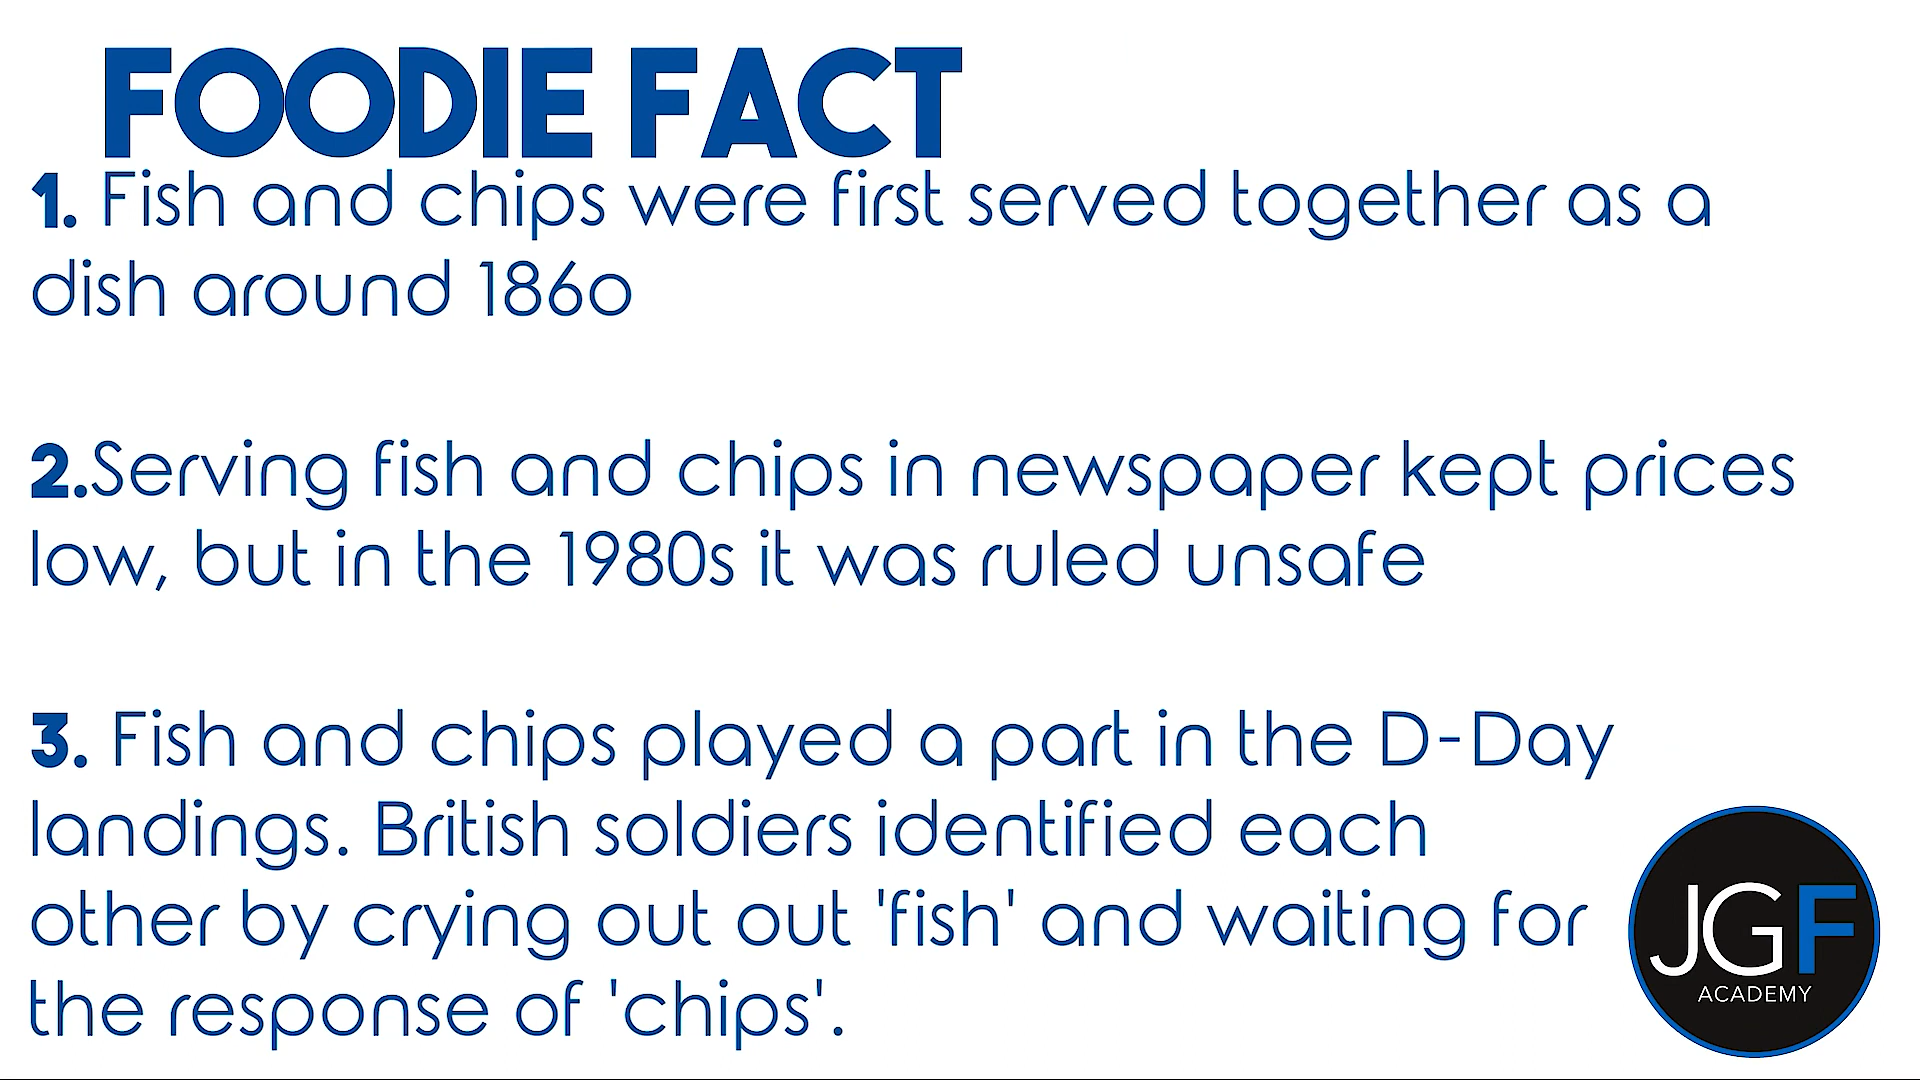 FOODIE FACT
1. Fish and chips were first served together as a
dish around 186o
2.Serving fish and chips in newspaper kept prices
low, but in the 1980s it was ruled unsafe
3. Fish and chips played a part in the D-Day
landings. British soldiers identified each
other by crying out out 'fish' and waiting for
the response of 'chips'.
JGF
ACADEMY